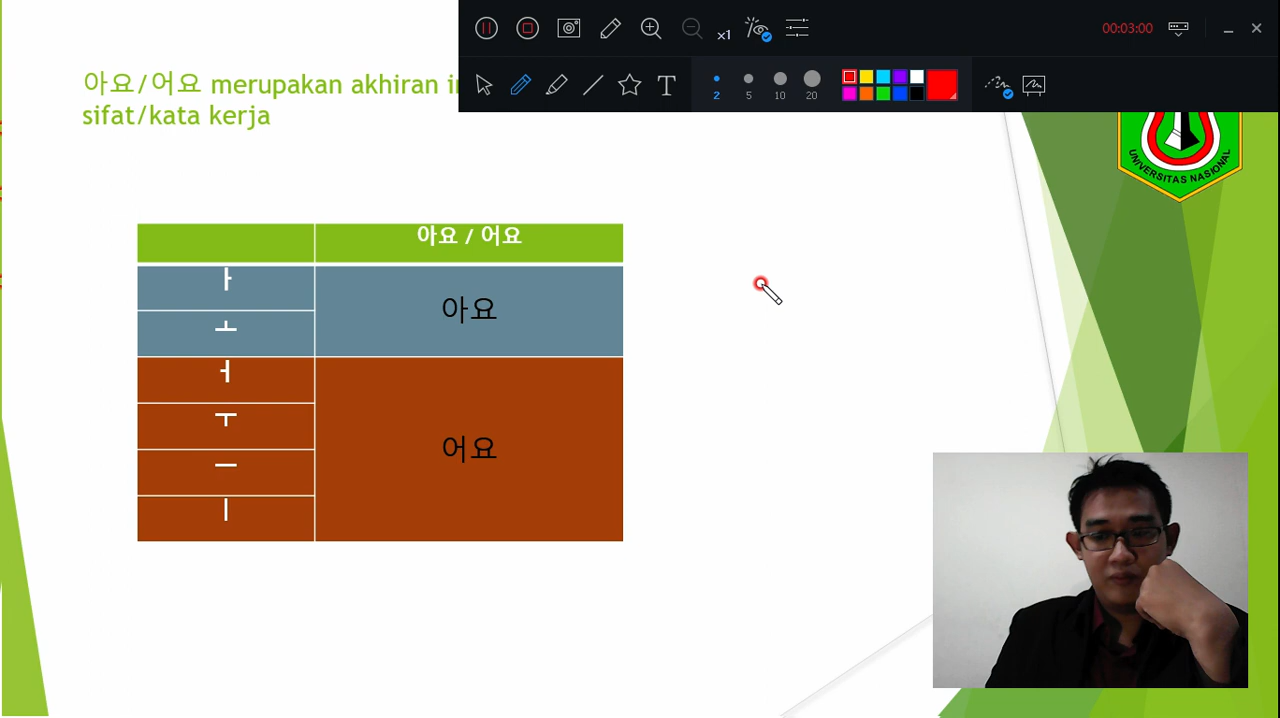 x1
00:03:00
2
5
10
20
T
아요/어요 merupakan akhiran
sifat/kata kerja
UNIVERSITAS NASIONAL
아요 / 어요
ㅏ
아요
ㅗ
ㅓ
ㅜ
어요
ㅡ
ㅣ